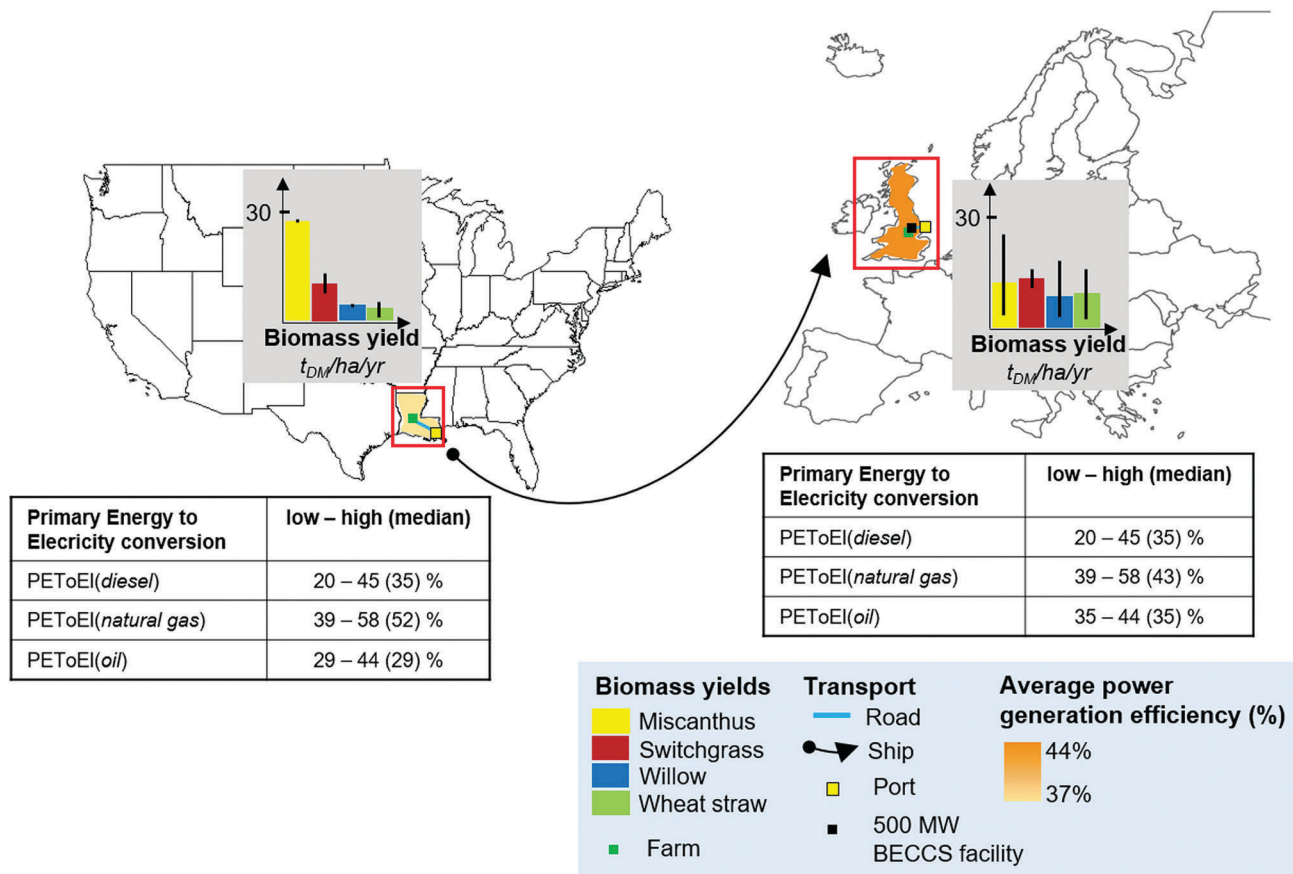 30
Biomass yield
tDM/ha/yr
30
Biomass yield
tDM/ha/yr
Primary Energy to
Elecricity conversion
low – high (median)
PEToEl(diesel)
20 – 45 (35) %
PEToEl(natural gas)
39 – 58 (52) %
PEToEl(oil)
29 – 44 (29) %
Primary Energy to
Elecricity conversion
low – high (median)
PEToEl(diesel)
20 – 45 (35) %
PEToEl(natural gas)
39 – 58 (43) %
PEToEl(oil)
35 – 44 (35) %
Biomass yields
Miscanthus
Switchgrass
Willow
Wheat straw
Farm
Transport
Road
Ship
Port
500 MW
BECCS facility
Average power
generation efficiency (%)
44%
37%